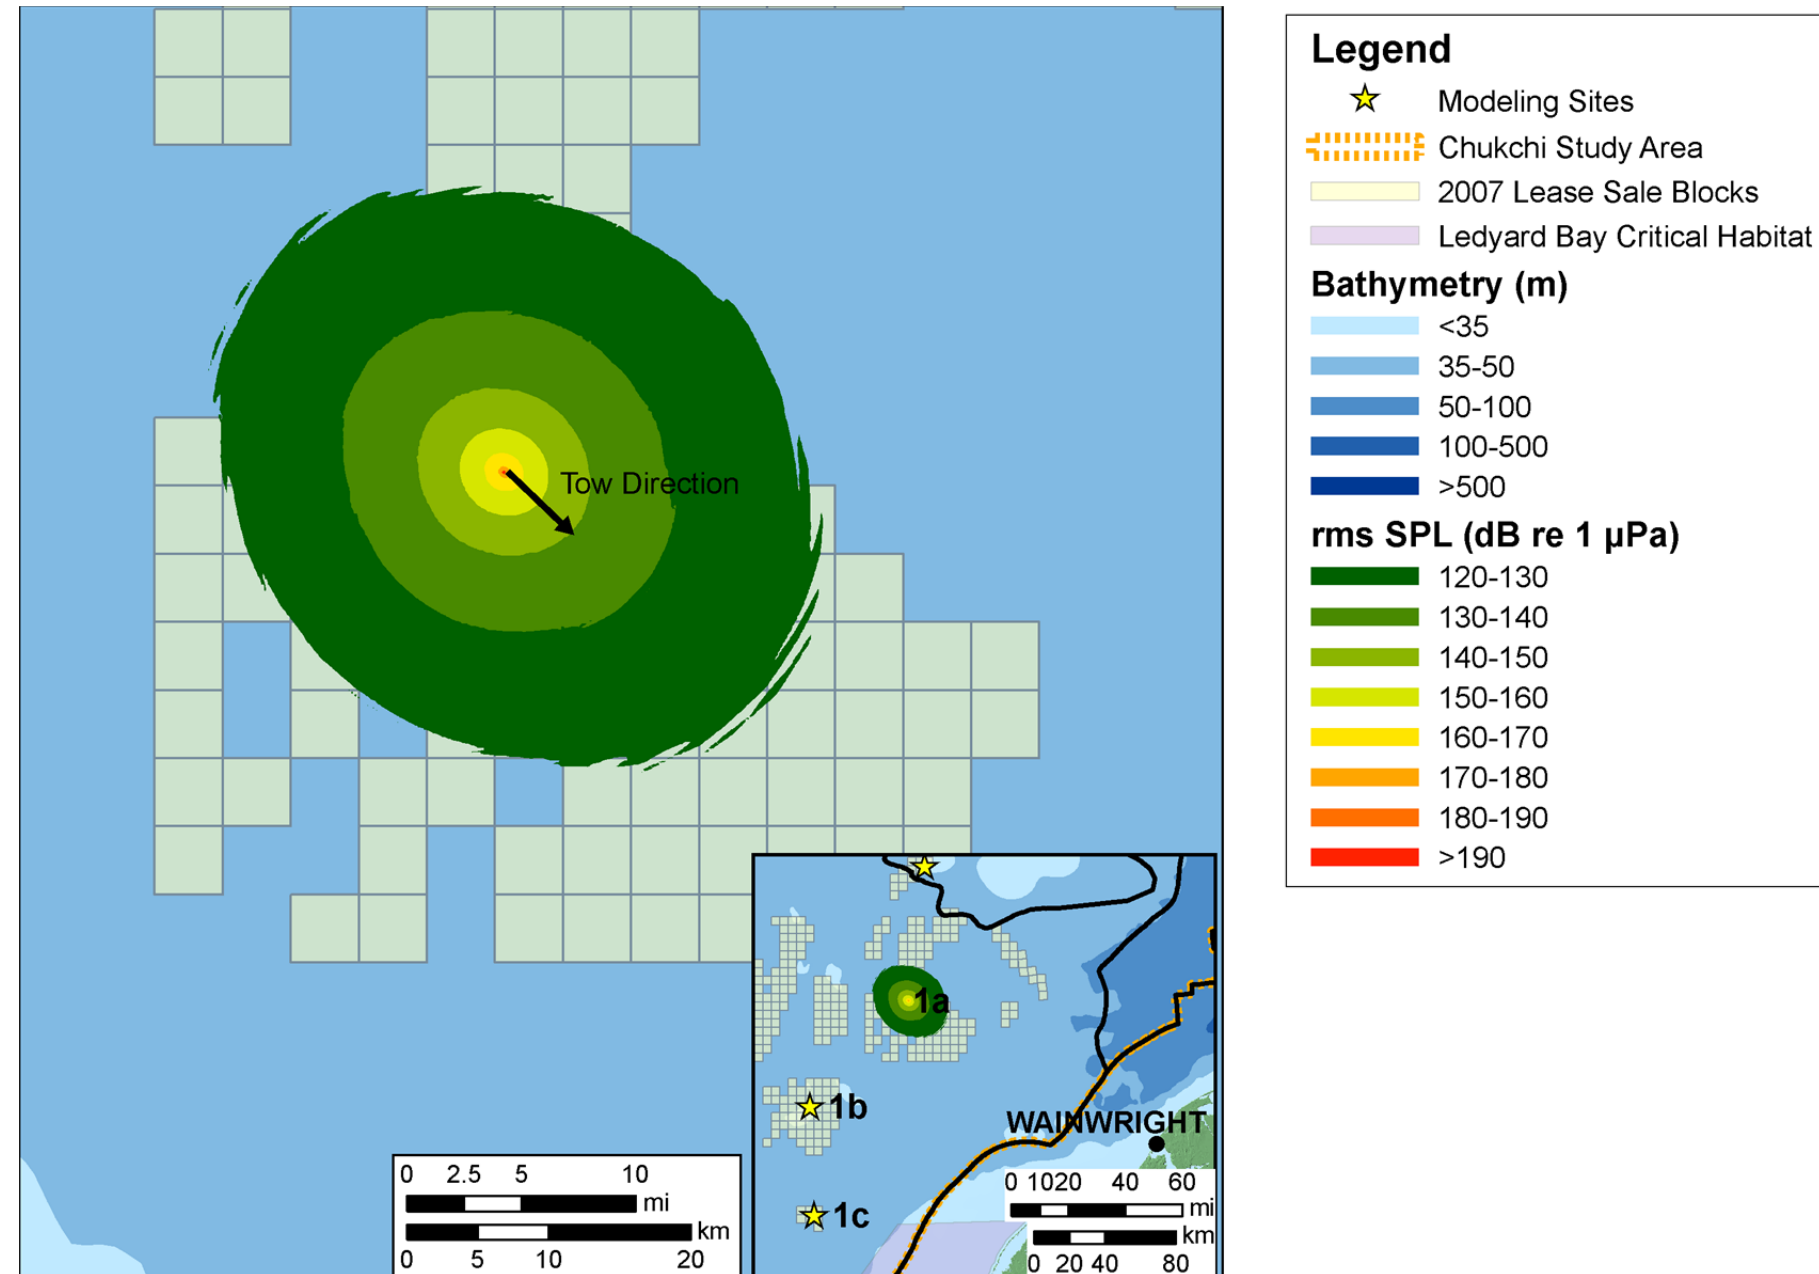 Tow Direction
0 2.5 5 10
mi
km
0 5 10 20
1a
1b
WAINWRIGHT
1c
0 1020 40 60
mi
km
0 20 40 80
Legend
Modeling Sites
Chukchi Study Area
2007 Lease Sale Blocks
Ledyard Bay Critical Habitat
Bathymetry (m)
<35
35-50
50-100
100-500
>500
rms SPL (dB re 1 µPa)
120-130
130-140
140-150
150-160
160-170
170-180
180-190
>190